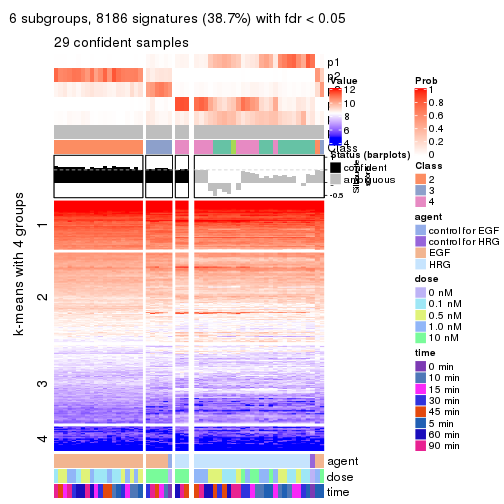 6 subgroups, 8186 signatures (38.7%) with fdr < 0.05
29 confident samples
p1
p2
Value
12
10
8
6
4
Class
Status (barplots)
confident
ambiguous
Silhouette
score
-0.5
k-means with 4 groups
1
2
3
4
agent
dose
time
Prob
1
0.8
0.6
0.4
0.2
0
Class
2
3
4
agent
control for EGF
control for HRG
EGF
HRG
dose
0 nM
0.1 nM
0.5 nM
1.0 nM
10 nM
time
0 min
10 min
15 min
30 min
45 min
5 min
60 min
90 min